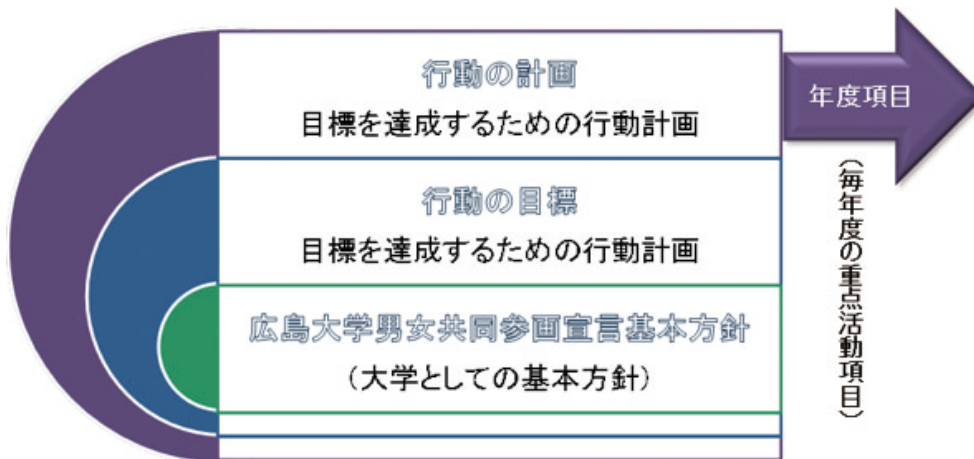 行動の計画
目標を達成するための行動計画
行動の目標
目標を達成するための行動計画
広島大学男女共同参画宣言基本方針
（大学としての基本方針）
年度項目
（毎年度の重点活動項目）